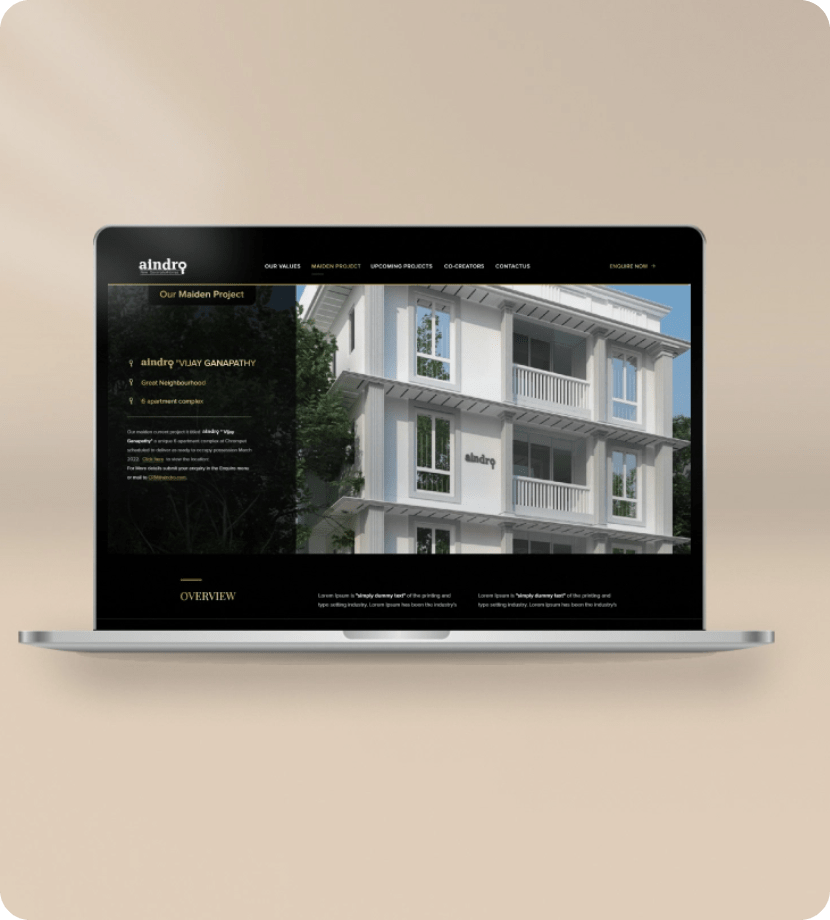 aindro
OUR VALUES MAIDEN PROJECT UPCOMING PROJECTS CO-CREATORS CONTACTUS ENQUIRE NOW →
Our Maiden Project
aindro "VIJAY GANAPATHY
Great Neighbourhood
6 apartment complex
Our maiden current project titled aindro "Vijay
Ganapathy" a unique 6 apartment complex at Chrompet
scheduled to deliver as ready to occupy possession March
2022. Click here to view the location.
For More details submit your enquiry in the Enquire menu
or mail to
aindro
OVERVIEW
Lorem Ipsum is "simply dummy text" of the printing and
type setting industry. Lorem Ipsum has been the industry's
Lorem Ipsum is "simply dummy text" of the printing and
type setting industry. Lorem Ipsum has been the industry's